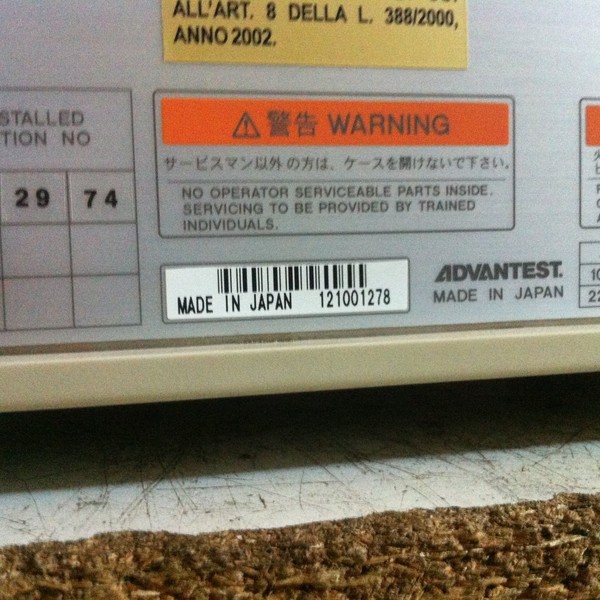 ALL'ART. 8 DELLA L. 388/2000,
ANNO 2002.
STALLED
TION NO
29 74
警告 WARNING
サービスマン以外の方は、ケースを開けないで下さい。
NO OPERATOR SERVICEABLE PARTS INSIDE.
SERVICING TO BE PROVIDED BY TRAINED
INDIVIDUALS.
MADE IN JAPAN 121001278
ADVANTEST.
MADE IN JAPAN
10
22